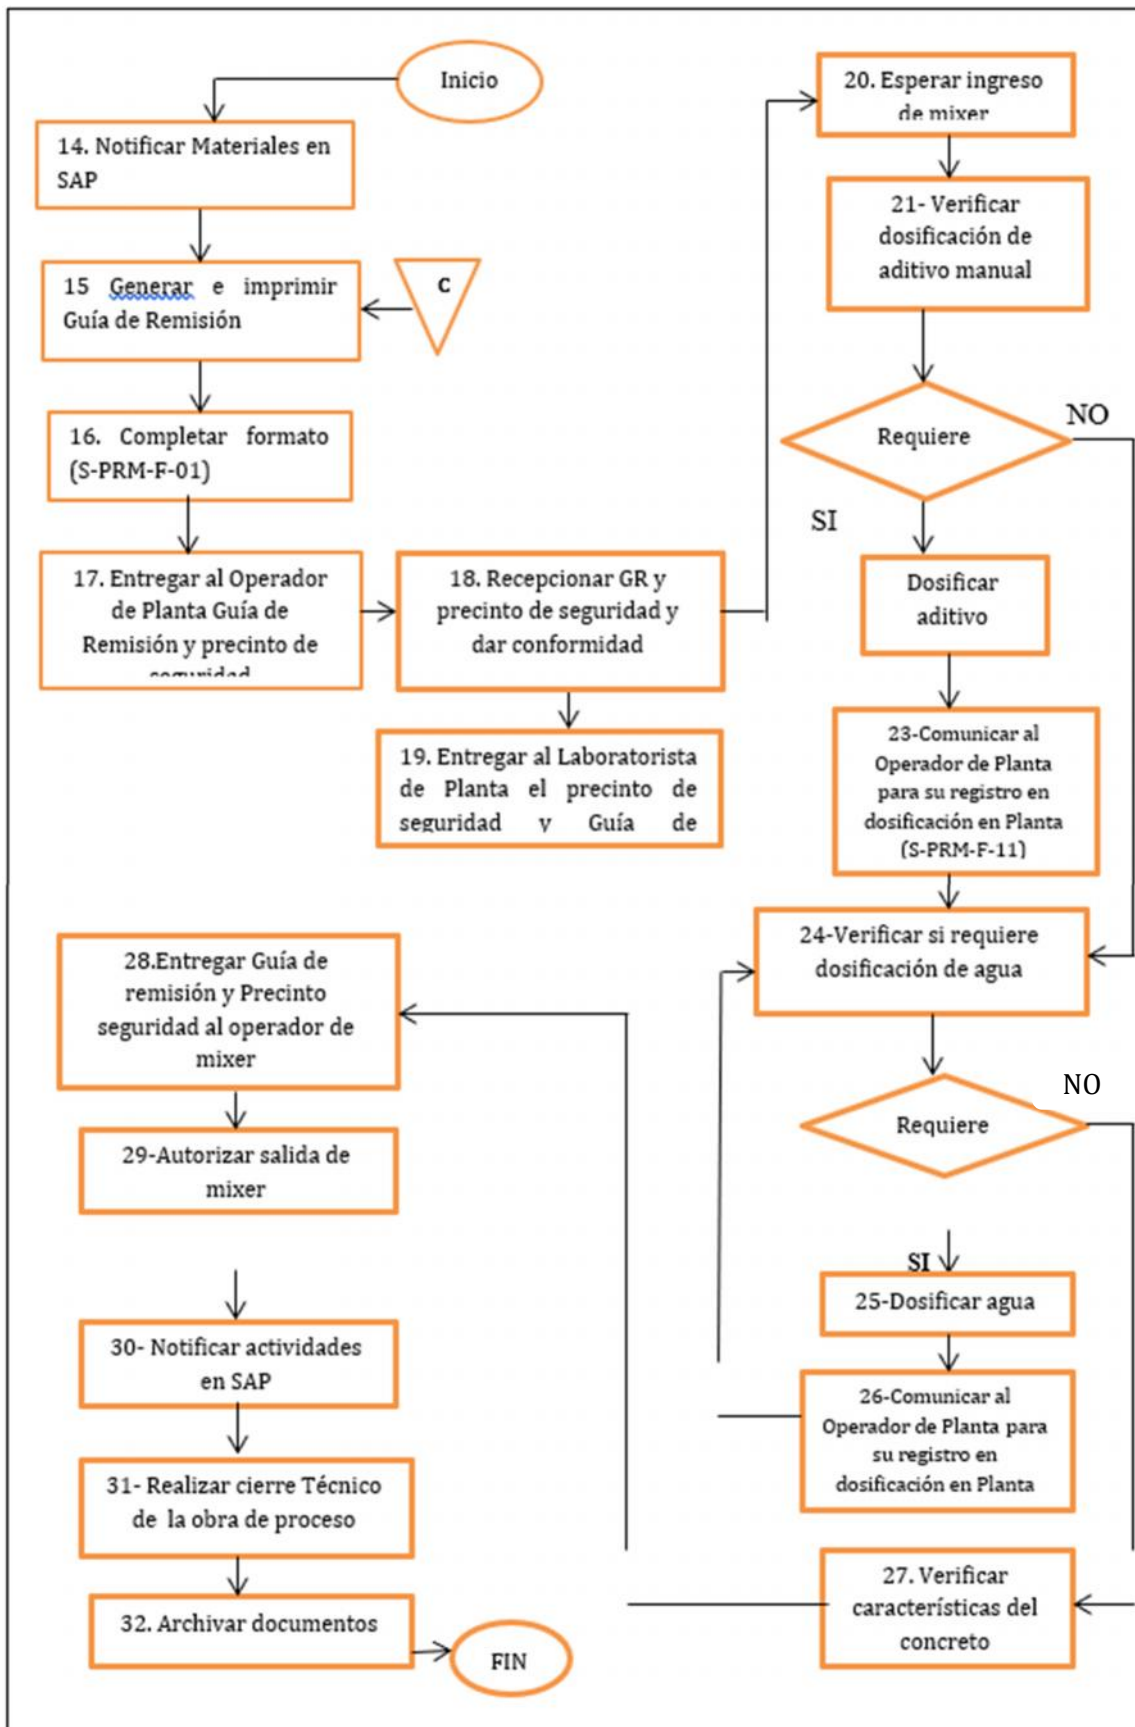 Inicio
14. Notificar Materiales en
SAP
15 Generar e imprimir
Guía de Remisión
C
16. Completar formato
(S-PRM-F-01)
17. Entregar al Operador
de Planta Guía de
Remisión y precinto de
seguridad
18. Recepcionar GR y
precinto de seguridad y
dar conformidad
19. Entregar al Laboratorista
de Planta el precinto de
seguridad y Guía de
20. Esperar ingreso
de mixer
21- Verificar
dosificación de
aditivo manual
Requiere
NO
SI
Dosificar
aditivo
23-Comunicar al
Operador de Planta
para su registro en
dosificación en Planta
(S-PRM-F-11)
24-Verificar si requiere
dosificación de agua
Requiere
NO
SI
25-Dosificar agua
26-Comunicar al
Operador de Planta para
su registro en
dosificación en Planta
27. Verificar
características del
concreto
28.Entregar Guía de
remisión y Precinto
seguridad al operador de
mixer
29-Autorizar salida de
mixer
30- Notificar actividades
en SAP
31- Realizar cierre Técnico
de la obra de proceso
32. Archivar documentos
FIN